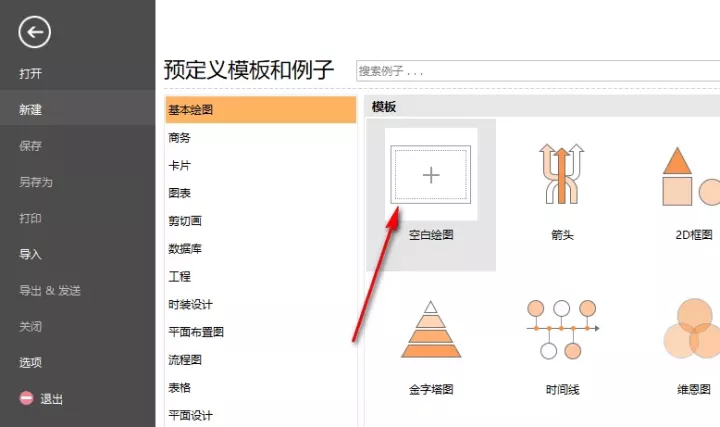 打开
新建
保存
另存为
打印
导入
导出 & 发送
关闭
选项
退出
预定义模板和例子
搜索例子 . . .
基本绘图
商务
卡片
图表
剪切画
数据库
工程
时装设计
平面布置图
流程图
表格
平面设计
模板
空白绘图
箭头
2D框图
金字塔图
时间线
维恩图